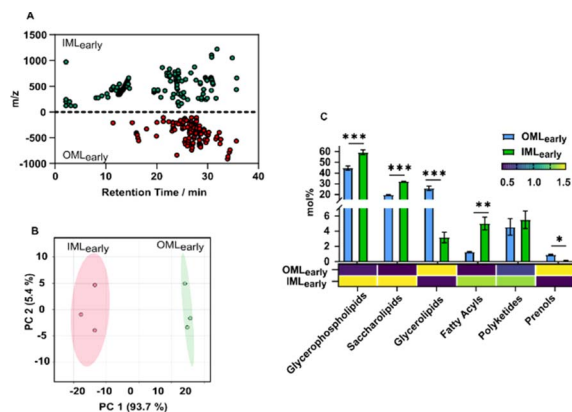 A
IMLearly
1500
1000
500
0
-500
-1000
m/z
OMLearly
0 10 20 30 40
Retention Time / min
B
IMLearly OMLearly
10
5
0
-5
-10
PC 2 (5.4 %)
-20 -10 0 10 20
PC 1 (93.7 %)
C
OMLearly
IMLearly
0.5 1.0 1.5
*** *** *** ** *
60
50
40
30
20
10
6
4
2
0
mol%
OMLearly
IMLearly
Glycerophospholipids
Saccharolipids
Glycerolipids
Fatty Acyls
Polyketides
Prenols